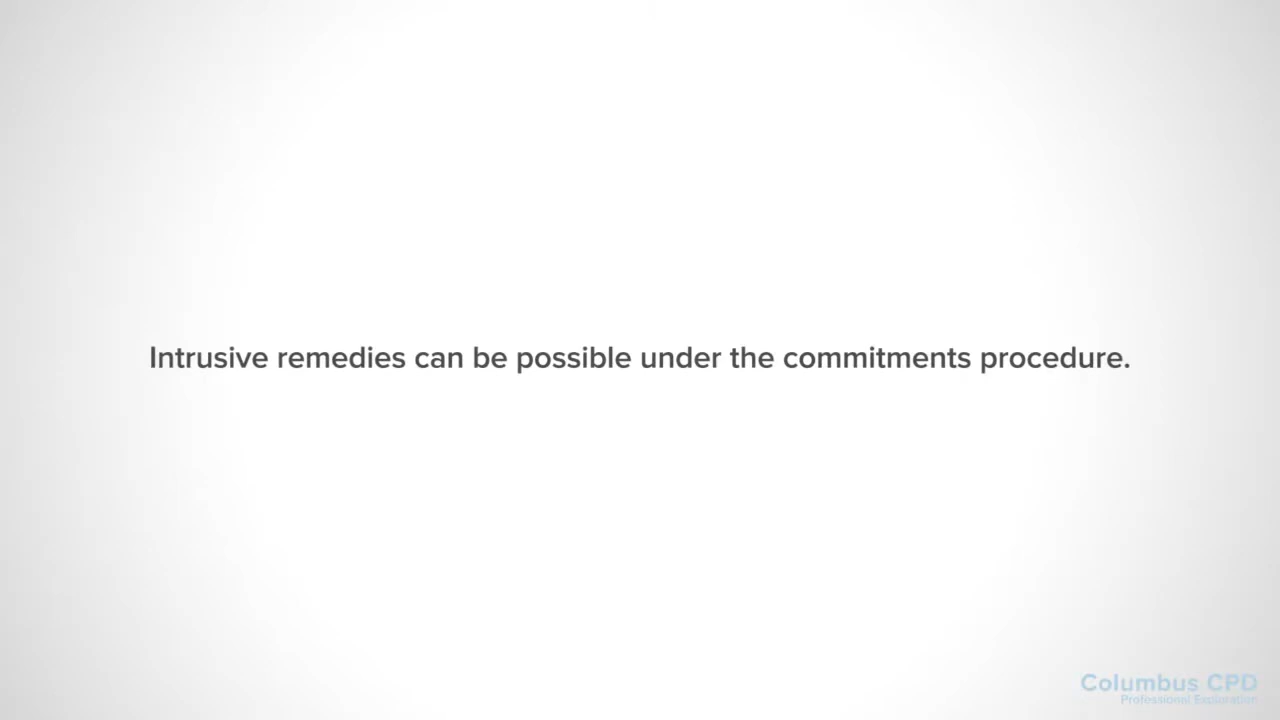 Intrusive remedies can be possible under the commitments procedure.
Columbus CPD
Professional Exploration